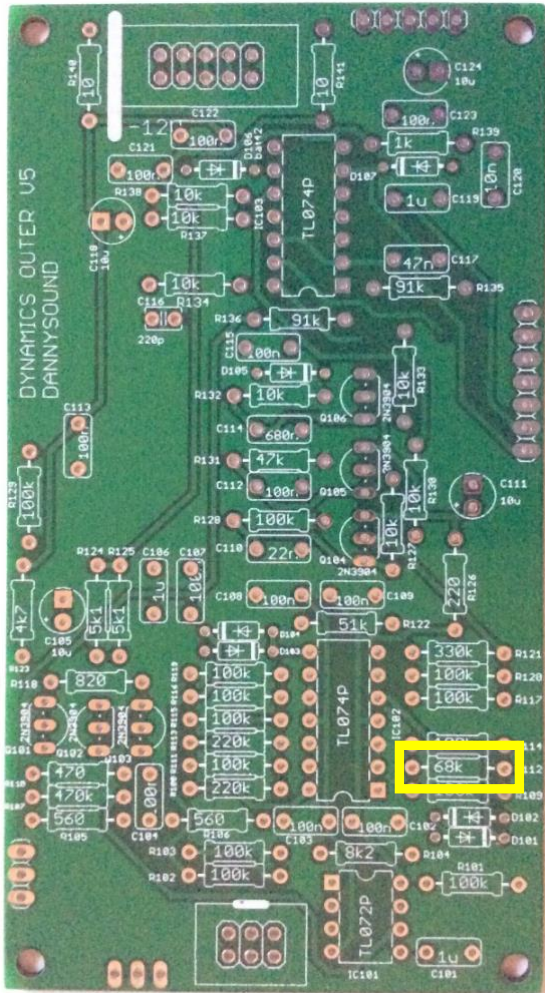 R140
10
10
R141
C124
10u
-12V
C122
100n
C123
100n
C121
100n
D106
bat42
1k
R139
D107
10n
C120
R138
10k
10k
R137
IC103
TL074P
1u
C119
C118
10u
47n
C117
10k
R134
91k
R135
C116
220p
R136
91k
C115
100n
DYNAMICS OUTER V5
DANNYSOUND
D105
R132
10k
Q106
2N3904
10k
R133
C113
100n
C114
680n
R131
47k
C112
100n
Q105
2N3904
10k
R130
C111
10u
R129
100k
R128
100k
10k
R127
C110
22n
Q104
2N3904
R124
R125
C106
C107
1u
220
R126
4k7
R123
C105
10u
5k1
5k1
C108
100n
100n
C109
51k
R122
D104
D103
R118
820
R119
100k
100k
100k
220k
100k
220k
TL074P
IC102
330k
R121
100k
R120
100k
R117
2N3904
2N3904
2N3904
Q101
Q102
Q103
68k
R109
R110
470
R107
470k
560
R105
C104
560
R106
100n
C103
100n
C102
D102
D101
R103
100k
R102
100k
8k2
R104
R101
100k
TL072P
IC101
1u
C101